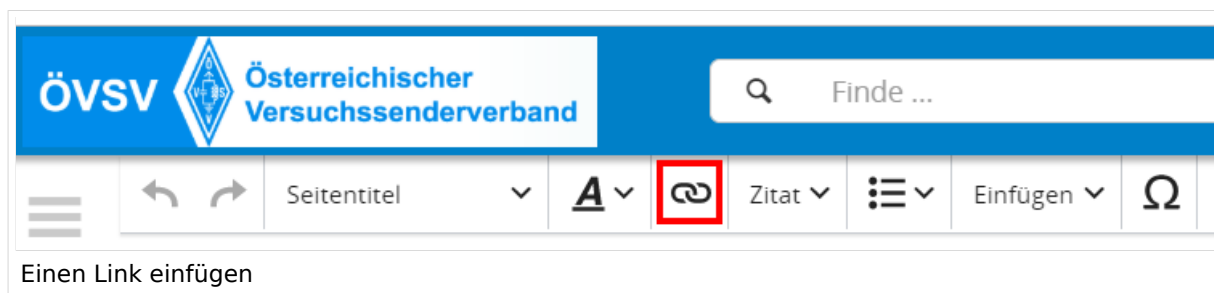 ÖVSV
Österreichischer
Versuchssenderverband
Finde ...
Seitentitel
A
Zitat
Einfügen
Ω
Einen Link einfügen